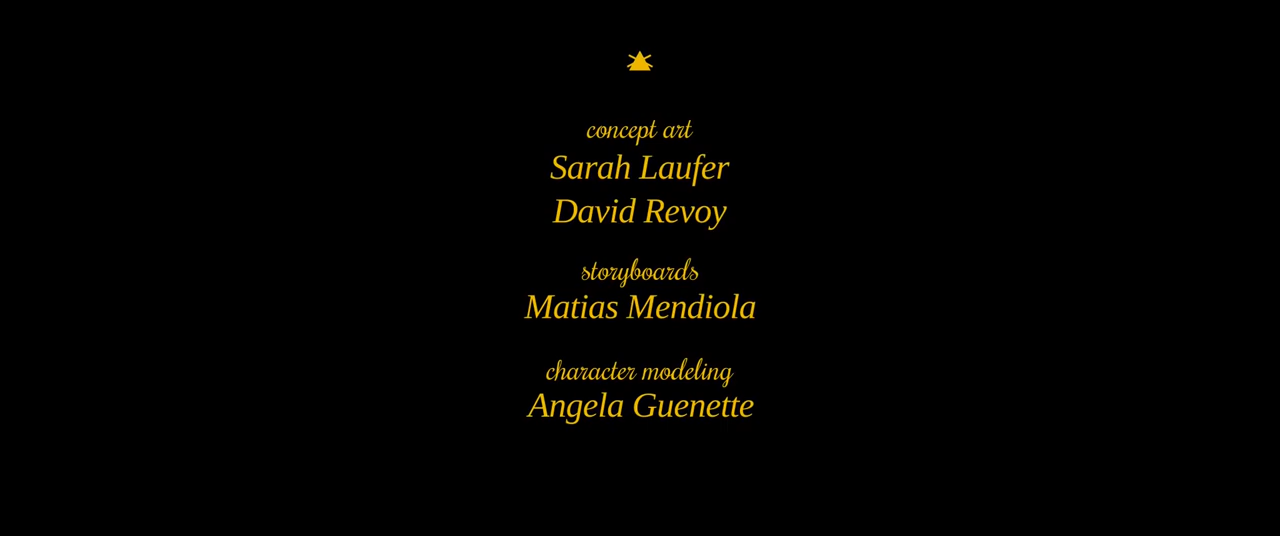 concept art
Sarah Laufer
David Revoy
storyboards
Matias Mendiola
character modeling
Angela Guenette